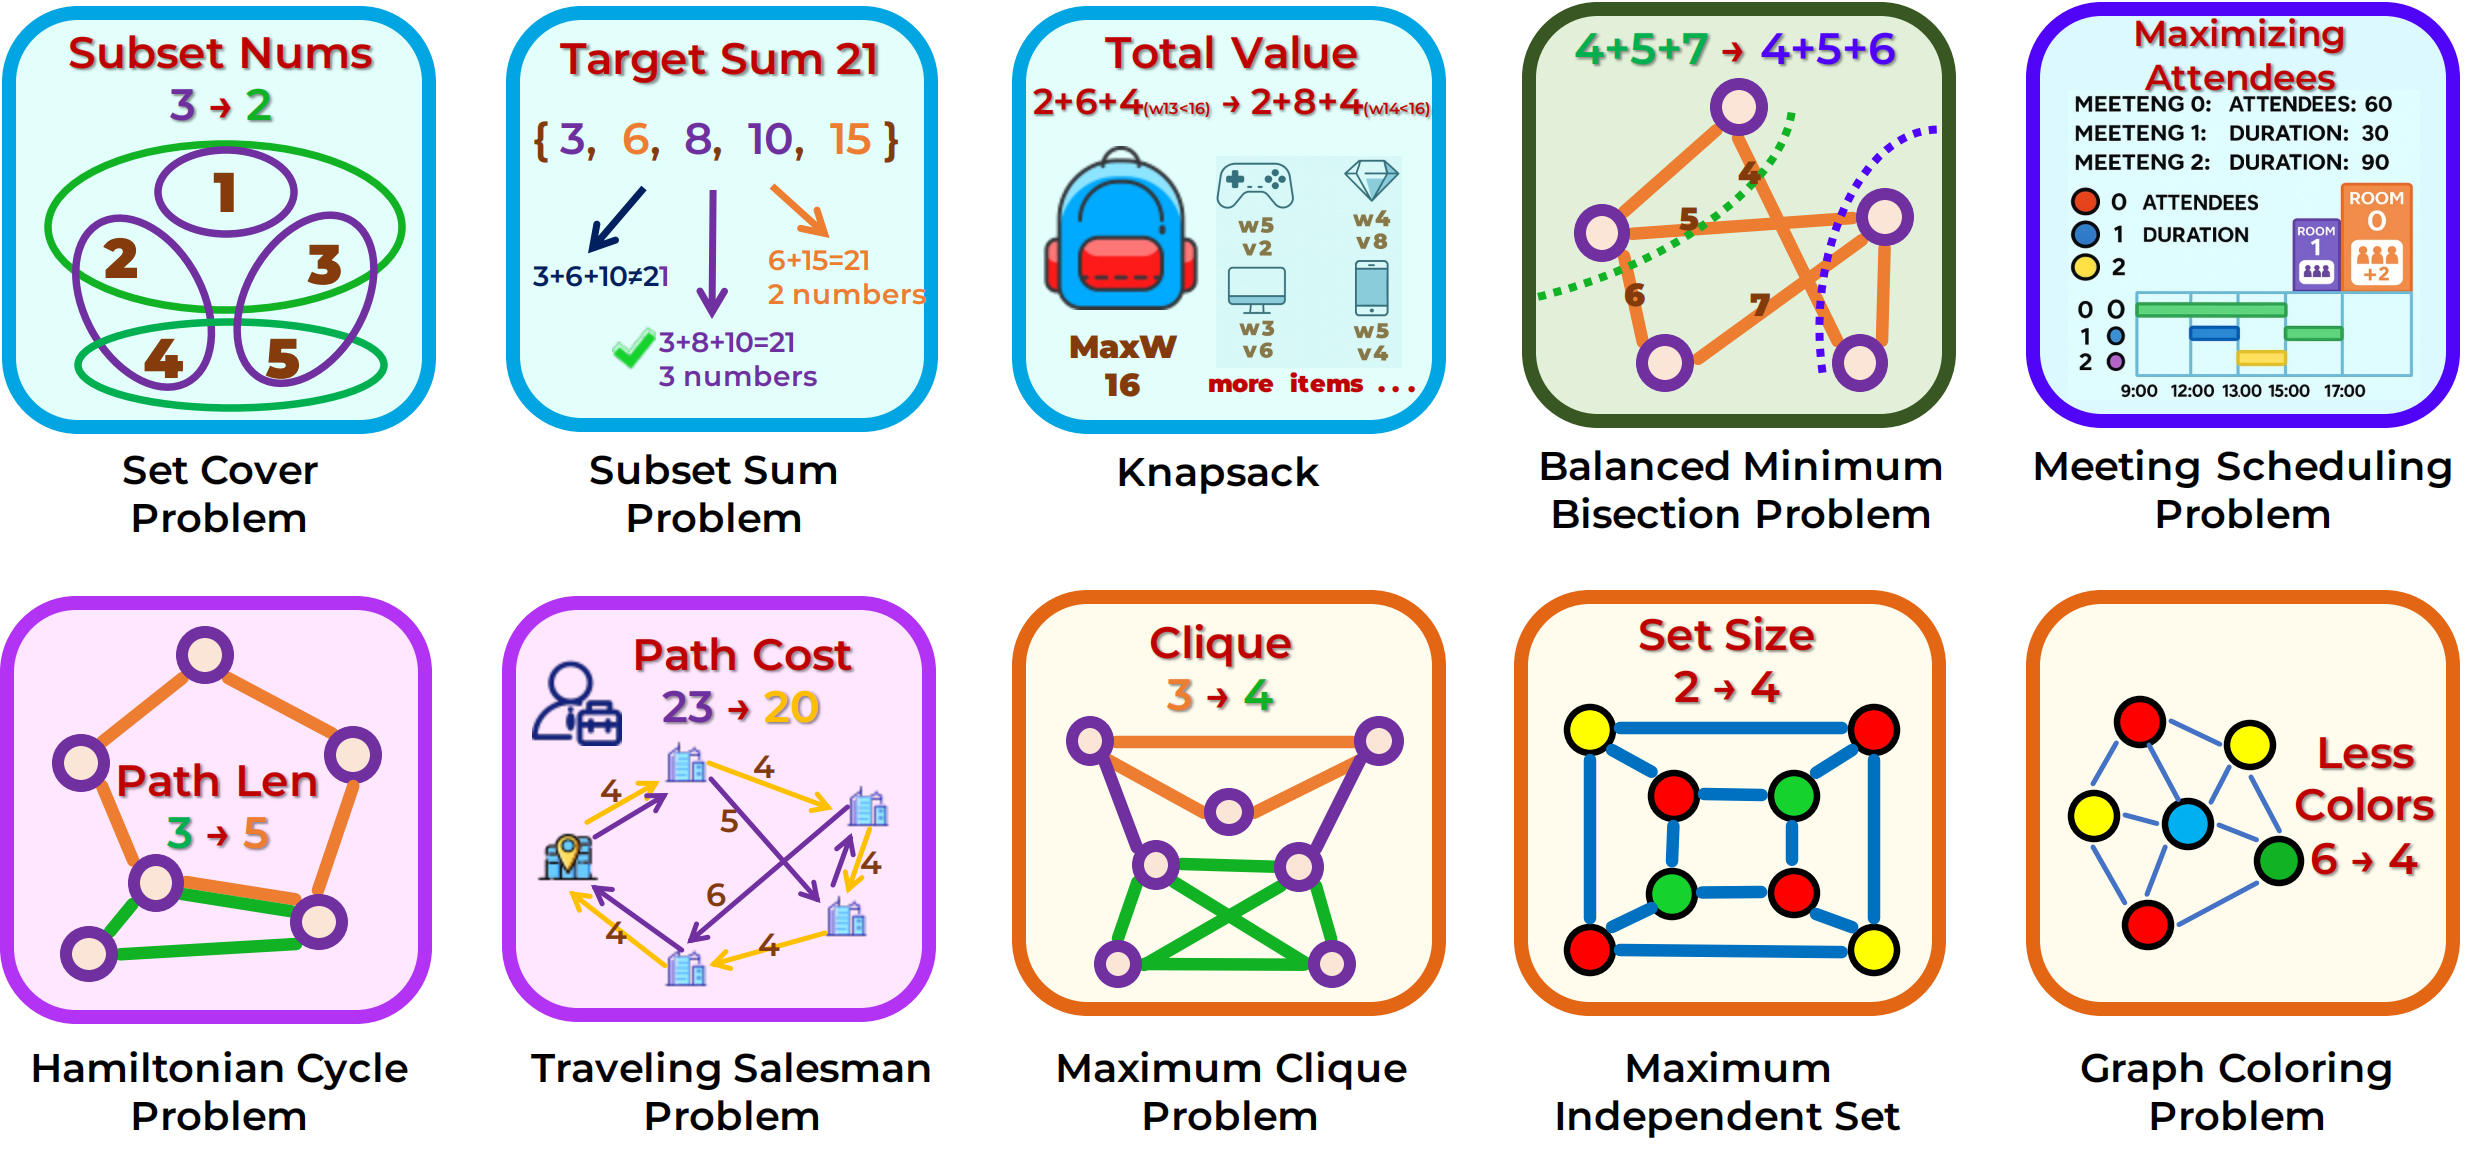 Subset Nums
3 → 2
1
2
3
4
5
Set Cover
Problem
Target Sum 21
{ 3, 6, 8, 10, 15 }
3+6+10≠21
6+15=21
2 numbers
3+8+10=21
3 numbers
Subset Sum
Problem
Total Value
2+6+4(w13<16) → 2+8+4(w14<16)
w5
v2
w4
v8
w3
v6
w5
v4
MaxW
16
more items ...
Knapsack
4+5+7 → 4+5+6
4
5
6
7
Balanced Minimum
Bisection Problem
Maximizing
Attendees
MEETENG 0: ATTENDEES: 60
MEETENG 1: DURATION: 30
MEETENG 2: DURATION: 90
0 ATTENDEES
1 DURATION
2
ROOM
1
ROOM
0
+2
0 0
1
2
9:00 12:00 13.00 15:00 17:00
Meeting Scheduling
Problem
Path Len
3 → 5
Hamiltonian Cycle
Problem
Path Cost
23 → 20
4
4
5
4
6
4
4
Traveling Salesman
Problem
Clique
3 → 4
Maximum Clique
Problem
Set Size
2 → 4
Maximum
Independent Set
Less
Colors
6 → 4
Graph Coloring
Problem